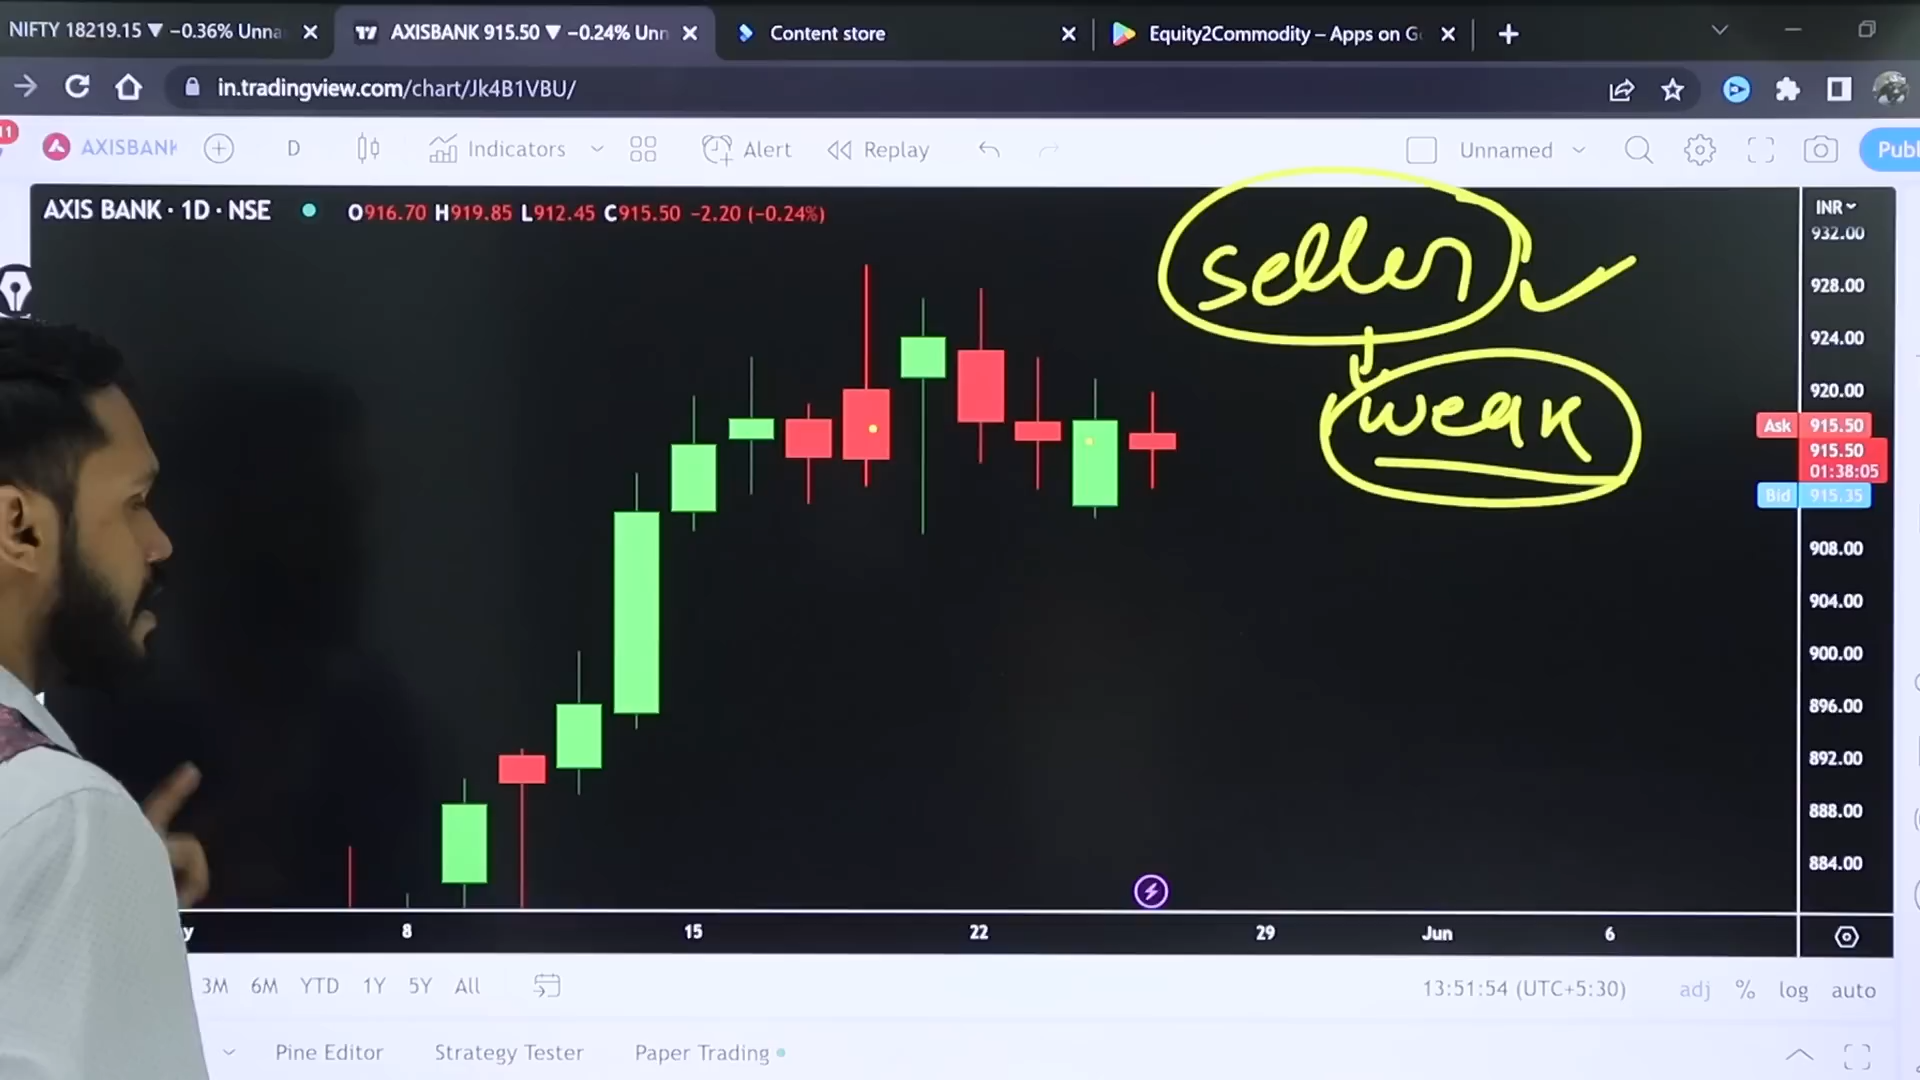 NIFTY 18219.15 ▼ −0.36% Unna
AXISBANK 915.50 ▼ −0.24% Unn
Content store
Equity2Commodity – Apps on G
in.tradingview.com/chart/Jk4B1VBU/
11
AXISBANK
D
Indicators
Alert
Replay
Unnamed
Publ
AXIS BANK · 1D · NSE
O916.70 H919.85 L912.45 C915.50 −2.20 (−0.24%)
INR
seller
weak
932.00
928.00
924.00
920.00
Ask 915.50
915.50
01:38:05
Bid 915.35
908.00
904.00
900.00
896.00
892.00
888.00
884.00
y 8 15 22 29 Jun 6
3M 6M YTD 1Y 5Y All
13:51:54 (UTC+5:30) adj % log auto
Pine Editor Strategy Tester Paper Trading